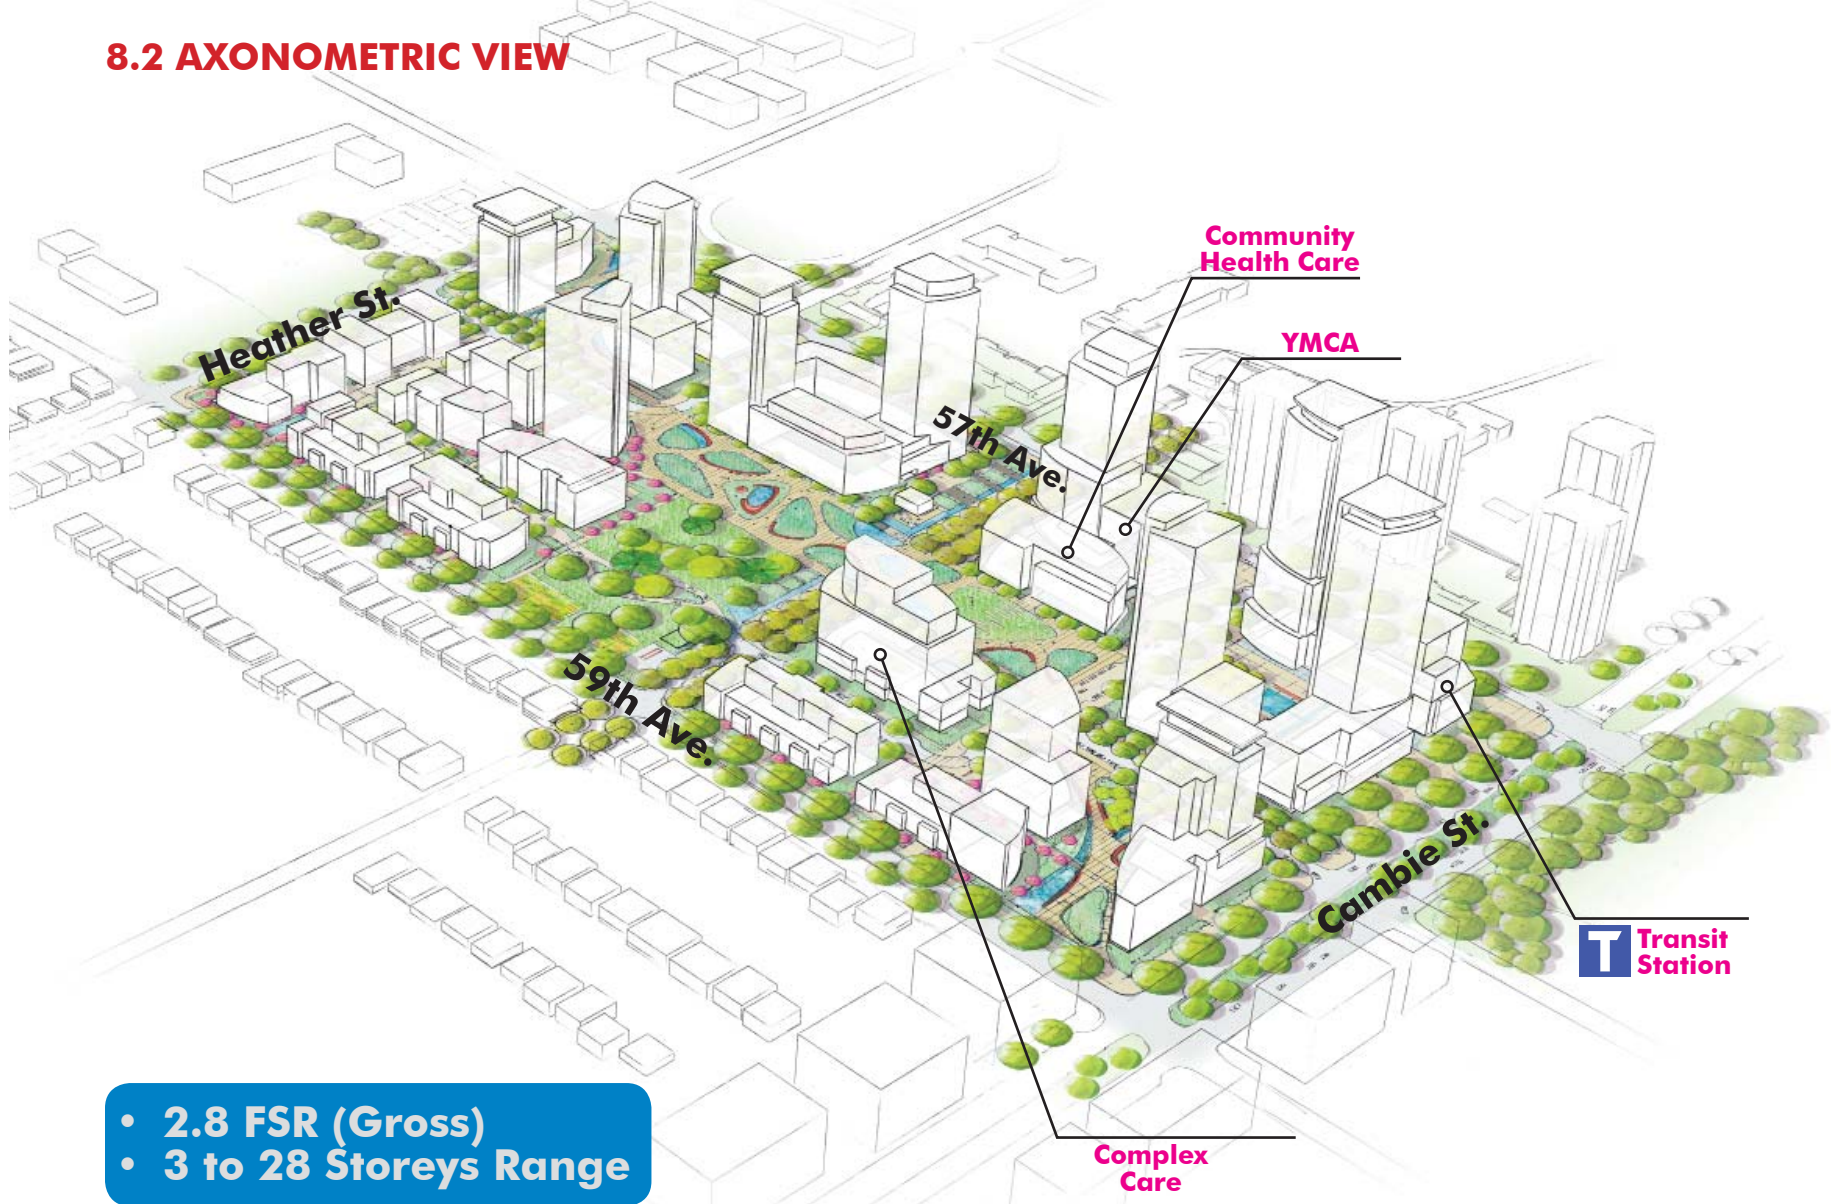 8.2 AXONOMETRIC VIEW
Community
Health Care
YMCA
Heather St.
57th Ave.
59th Ave.
Cambie St.
T Transit
Station
• 2.8 FSR (Gross)
• 3 to 28 Storeys Range
Complex
Care